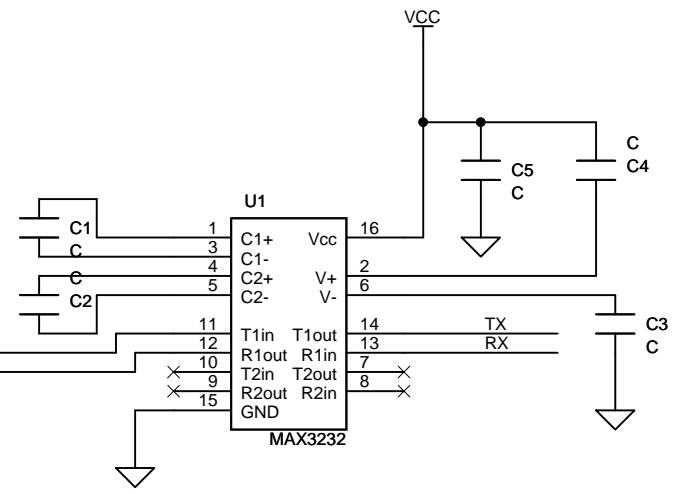 VCC
C
C5
C4
C
U1
C1
1
C1+
Vcc
16
3
C1-
C
C
4
C2+
V+
2
C2
5
C2-
V-
6
C3
C
11
T1in
T1out
14
TX
12
R1out
R1in
13
RX
10
T2in
T2out
7
9
R2out
R2in
8
15
GND
MAX3232